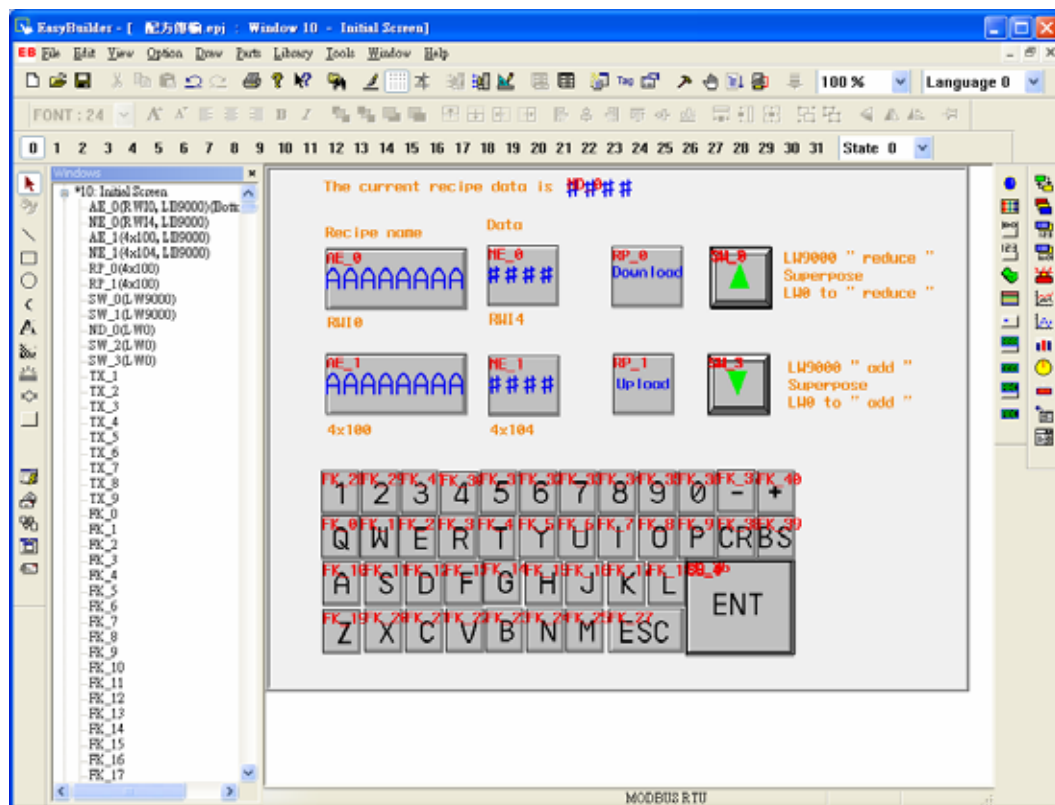 EasyBuilder - [ 配方傳輸.epj : Window 10 - Initial Screen]
EB File Edit View Option Draw Parts Library Tools Window Help
100 % Language 0
FONT : 24
0 1 2 3 4 5 6 7 8 9 10 11 12 13 14 15 16 17 18 19 20 21 22 23 24 25 26 27 28 29 30 31 State 0
Windows
*10: Initial Screen
AE_0(RWI0, LB9000)(Bott
NE_0(RWI4, LB9000)
AE_1(4x100, LB9000)
NE_1(4x104, LB9000)
RP_0(4x100)
RP_1(4x100)
SW_0(LW9000)
SW_1(LW9000)
ND_0(LW0)
SW_2(LW0)
SW_3(LW0)
TX_1
TX_2
TX_3
TX_4
TX_5
TX_6
TX_7
TX_8
TX_9
FK_0
FK_1
FK_2
FK_3
FK_4
FK_5
FK_6
FK_7
FK_8
FK_9
FK_10
FK_11
FK_12
FK_13
FK_14
FK_15
FK_16
FK_17
The current recipe data is ####
Recipe name Data
AE_0 NE_0 RP_0
AAAAAAAA #### Download
RWI0 RWI4
LW9000 " reduce "
Superpose
LW0 to " reduce "
AE_1 NE_1 RP_1
AAAAAAAA #### Upload
4x100 4x104
LW9000 " add "
Superpose
LW0 to " add "
1 2 3 4 5 6 7 8 9 0 - +
Q W E R T Y U I O P CR BS
A S D F G H J K L ENT
Z X C V B N M ESC
MODBUS RTU